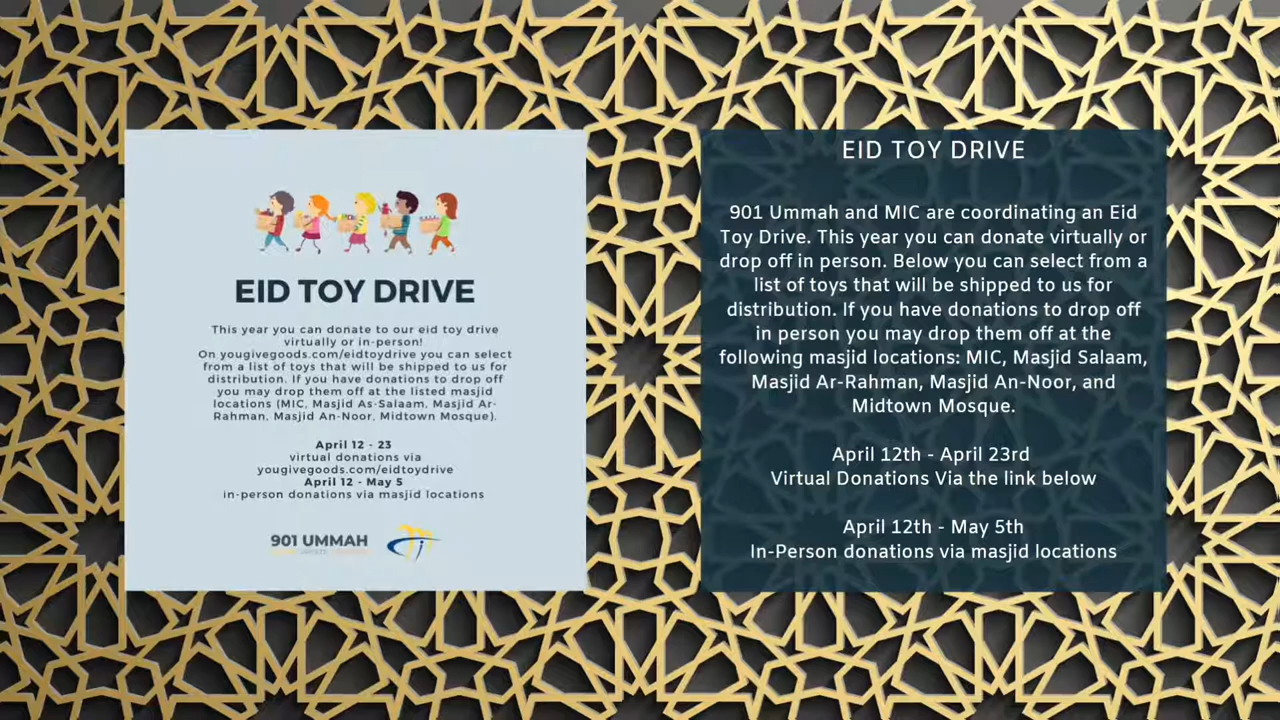 EID TOY DRIVE
This year you can donate to our eid toy drive
virtually or in-person!
On yougivegoods.com/eidtoydrive you can select
from a list of toys that will be shipped to us for
distribution. If you have donations to drop off
you may drop them off at the listed masjid
locations (MIC, Masjid As-Salaam, Masjid Ar-
Rahman, Masjid An-Noor, Midtown Mosque).
April 12 - 23
virtual donations via
yougivegoods.com/eidtoydrive
April 12 - May 5
in-person donations via masjid locations
901 UMMAH
EID TOY DRIVE
901 Ummah and MIC are coordinating an Eid
Toy Drive. This year you can donate virtually or
drop off in person. Below you can select from a
list of toys that will be shipped to us for
distribution. If you have donations to drop off
in person you may drop them off at the
following masjid locations: MIC, Masjid Salaam,
Masjid Ar-Rahman, Masjid An-Noor, and
Midtown Mosque.
April 12th - April 23rd
Virtual Donations Via the link below
April 12th - May 5th
In-Person donations via masjid locations